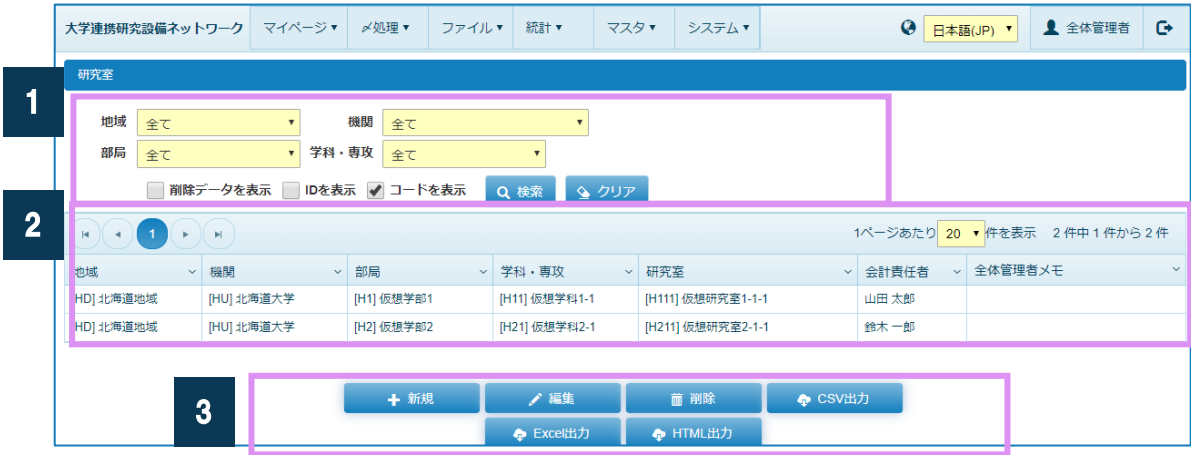 大学連携研究設備ネットワーク マイページ▼ 〆処理▼ ファイル▼ 統計▼ マスタ▼ システム▼ 日本語(JP) 全体管理者
研究室
1
地域 全て 機関 全て
部局 全て 学科・専攻 全て
削除データを表示 IDを表示 コードを表示 検索 クリア
2
1 1ページあたり 20 件を表示 2 件中 1 件から 2 件
地域 機関 部局 学科・専攻 研究室 会計責任者 全体管理者メモ
HD] 北海道地域 [HU] 北海道大学 [H1] 仮想学部1 [H11] 仮想学科1-1 [H111] 仮想研究室1-1-1 山田 太郎
HD] 北海道地域 [HU] 北海道大学 [H2] 仮想学部2 [H21] 仮想学科2-1 [H211] 仮想研究室2-1-1 鈴木 一郎
3
新規 編集 削除 CSV出力
Excel出力 HTML出力